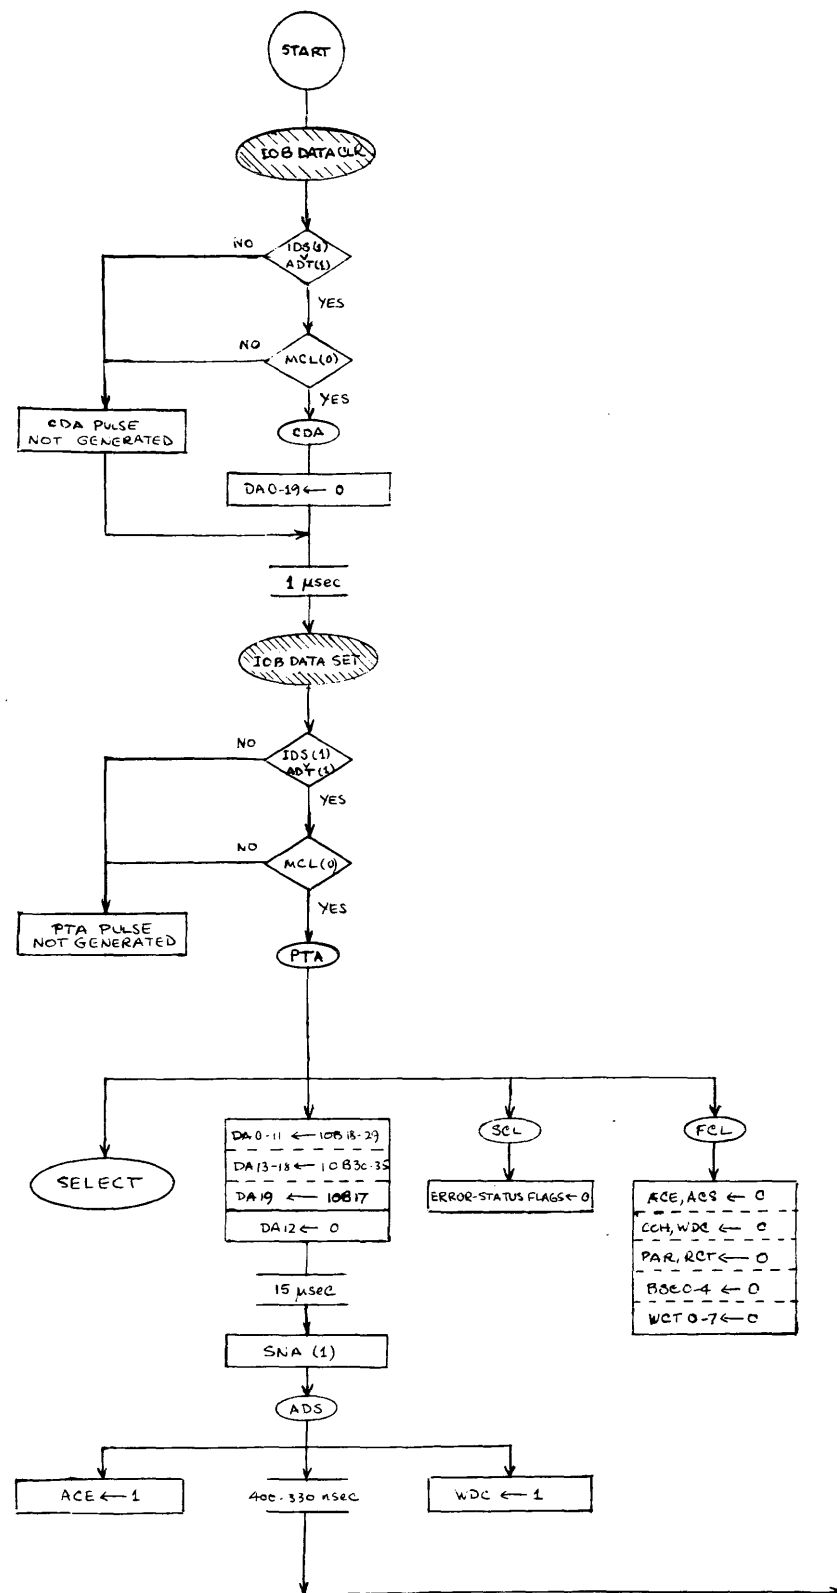 START
IOB DATA CLR
NO
IDS(1)
V
ADT(1)
YES
NO
MCL(0)
YES
CDA PULSE
NOT GENERATED
CDA
DA 0-19 ← 0
1 μsec
IOB DATA SET
NO
IDS(1)
V
ADT(1)
YES
NO
MCL(0)
YES
PTA PULSE
NOT GENERATED
PTA
SELECT
DA 0-11 ← IOB 18-29
DA 13-18 ← IOB 30-35
DA 19 ← IOB 17
DA 12 ← 0
SCL
ERROR-STATUS FLAGS ← 0
FCL
ACE, ACS ← 0
CCH, WDC ← 0
PAR, RCT ← 0
BSC 0-4 ← 0
WCT 0-7 ← 0
15 μsec
SNA (1)
ADS
ACE ← 1
400-330 nsec
WDC ← 1